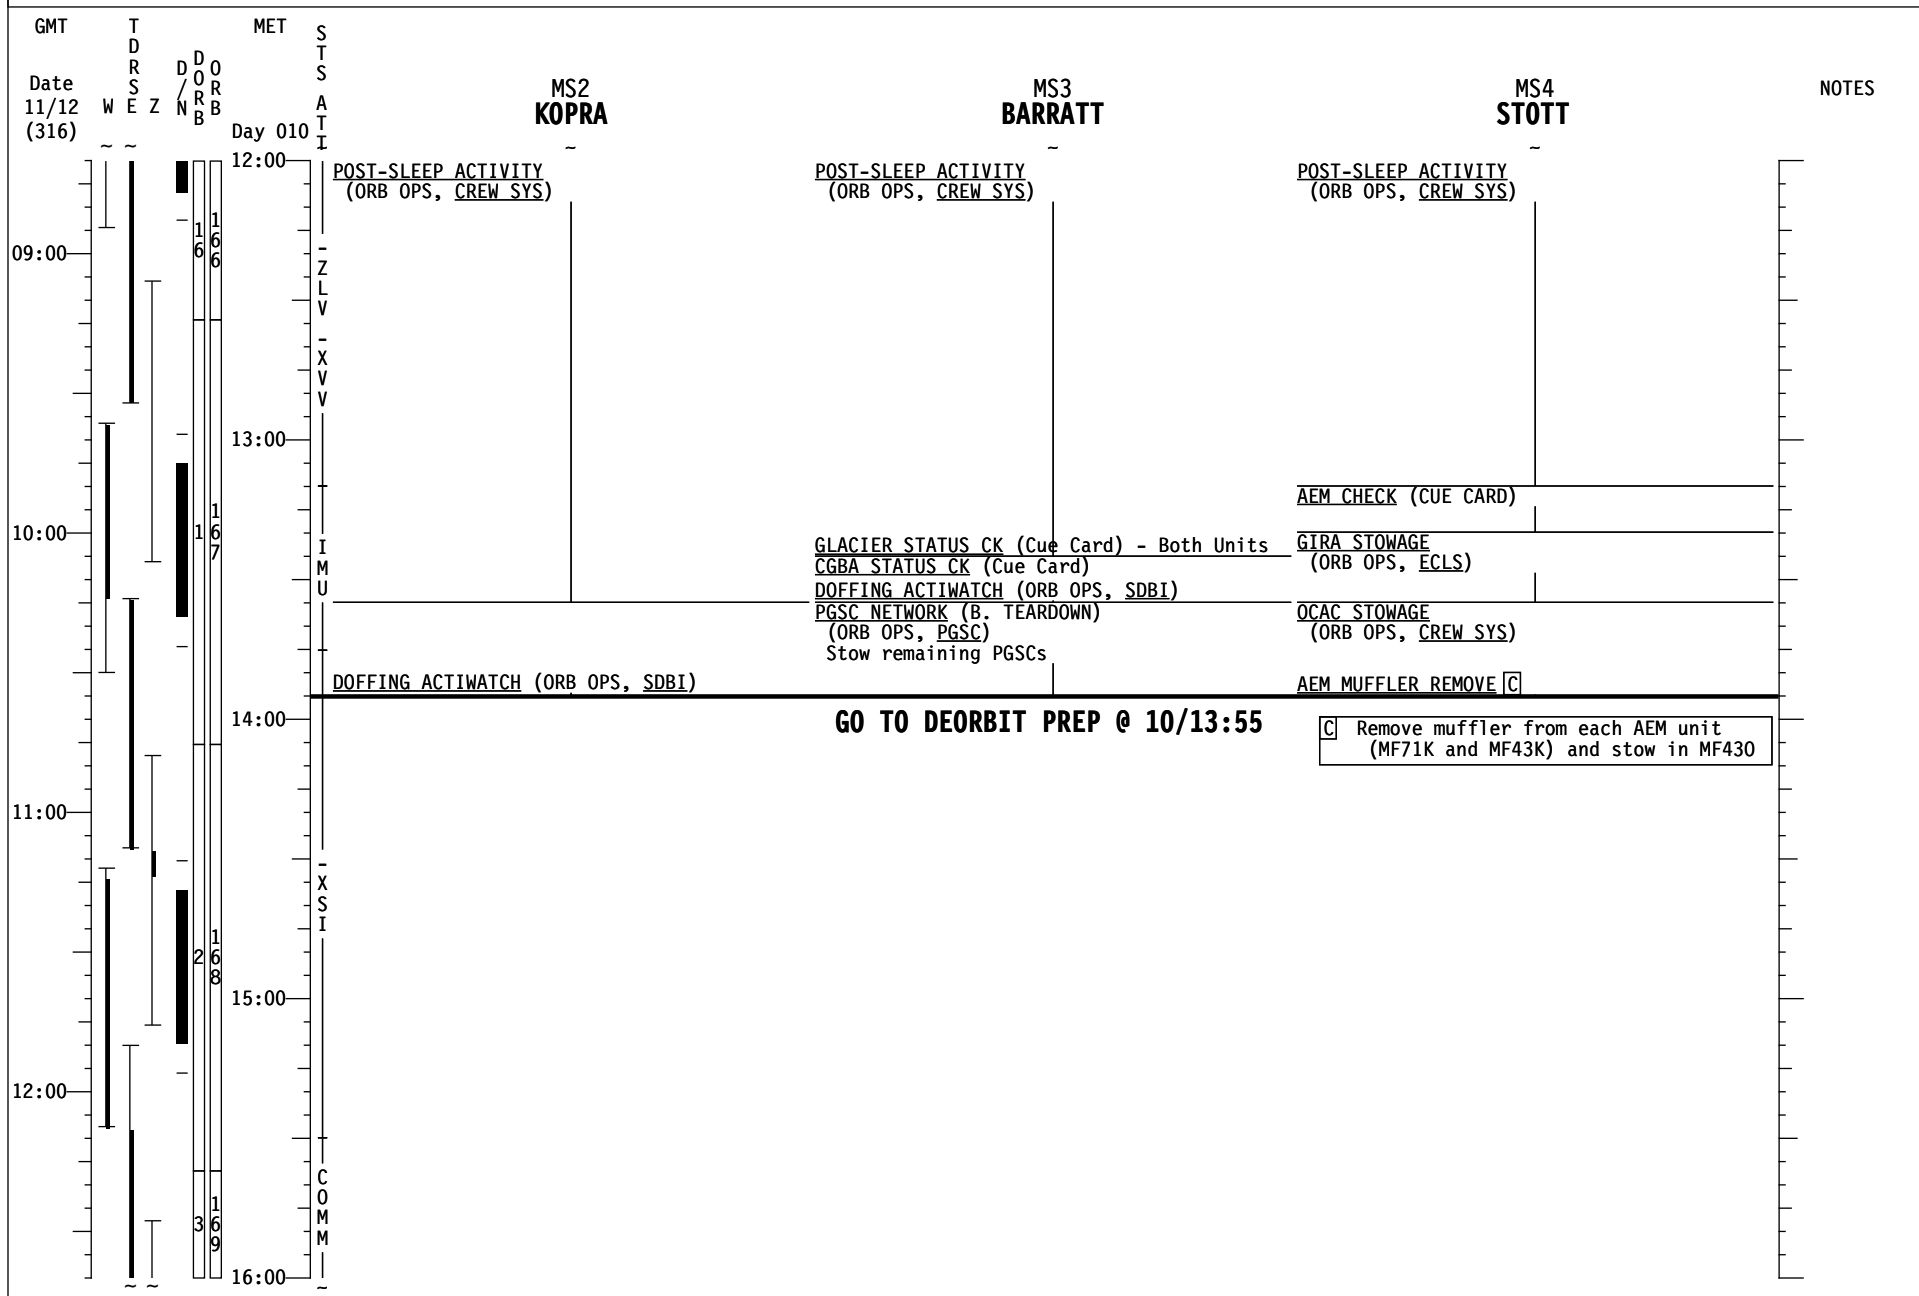 GMT
TDRS
MET
STS ATT
Date
11/12
(316)
W E Z
D/N
DORB
ORB
Day 010
MS2
KOPRA
MS3
BARRATT
MS4
STOTT
NOTES
~ ~ ~ ~ ~
12:00
POST-SLEEP ACTIVITY
(ORB OPS, CREW SYS)
POST-SLEEP ACTIVITY
(ORB OPS, CREW SYS)
POST-SLEEP ACTIVITY
(ORB OPS, CREW SYS)
16
166
09:00
-ZLV
-XVV
13:00
AEM CHECK (CUE CARD)
10:00
1
167
IMU
GLACIER STATUS CK (Cue Card) - Both Units
CGBA STATUS CK (Cue Card)
DOFFING ACTIWATCH (ORB OPS, SDBI)
PGSC NETWORK (B. TEARDOWN)
(ORB OPS, PGSC)
Stow remaining PGSCs
GIRA STOWAGE
(ORB OPS, ECLS)
OCAC STOWAGE
(ORB OPS, CREW SYS)
DOFFING ACTIWATCH (ORB OPS, SDBI)
AEM MUFFLER REMOVE C
14:00
GO TO DEORBIT PREP @ 10/13:55
C Remove muffler from each AEM unit
(MF71K and MF43K) and stow in MF43O
11:00
-XSI
2
168
15:00
12:00
COMM
3
169
16:00
~ ~ ~